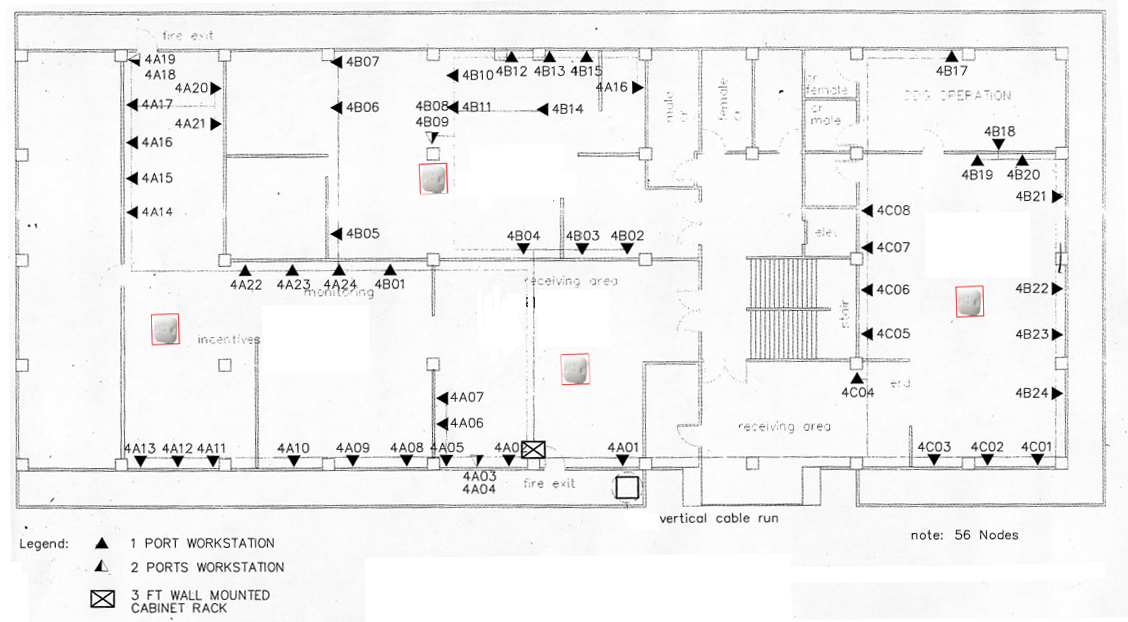 fire exit
4A19
4A18
4A20
4A17
4A21
4A16
4A15
4A14
4B07
4B06
4B05
4B10
4B12
4B13
4B15
4A16
4B08
4B11
4B14
4B09
4B04
4B03
4B02
male
cr
female
cr
cr
female
cr
male
elev
stair
4B17
OPERATION
4B18
4B19
4B20
4B21
4C08
4C07
4C06
4C05
4B22
4B23
4B24
4C04
4A22
4A23
4A24
4B01
monitoring
receiving area
incentives
4A07
4A06
4A13
4A12
4A11
4A10
4A09
4A08
4A05
4A03
4A04
4A01
fire exit
receiving area
4C03
4C02
4C01
vertical cable run
note: 56 Nodes
Legend:
1 PORT WORKSTATION
2 PORTS WORKSTATION
3 FT WALL MOUNTED
CABINET RACK